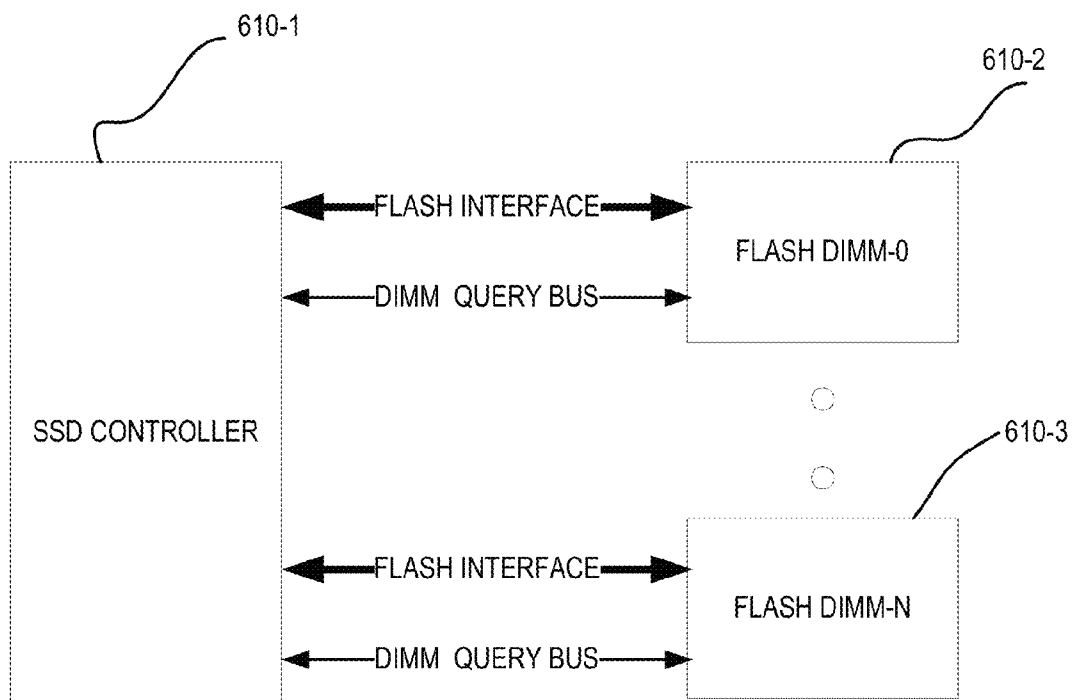 610-1
610-2
FLASH INTERFACE
FLASH DIMM-0
DIMM QUERY BUS
SSD CONTROLLER
610-3
FLASH INTERFACE
FLASH DIMM-N
DIMM QUERY BUS